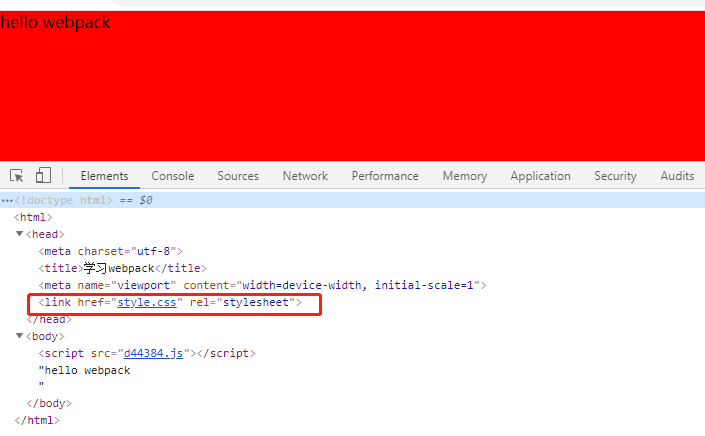 hello webpack
Elements Console Sources Network Performance Memory Application Security Audits
…<!doctype html> == $0
<html>
▼<head>
<meta charset="utf-8">
<title>学习webpack</title>
<meta name="viewport" content="width=device-width, initial-scale=1">
<link href="style.css" rel="stylesheet">
</head>
▼<body>
<script src="d44384.js"></script>
"hello webpack
"
</body>
</html>